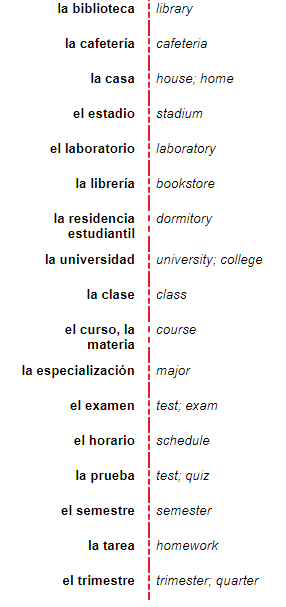 la biblioteca library
la cafetería cafeteria
la casa house; home
el estadio stadium
el laboratorio laboratory
la librería bookstore
la residencia dormitory
estudiantil
la universidad university; college
la clase class
el curso, la course
materia
la especialización major
el examen test; exam
el horario schedule
la prueba test; quiz
el semestre semester
la tarea homework
el trimestre trimester; quarter